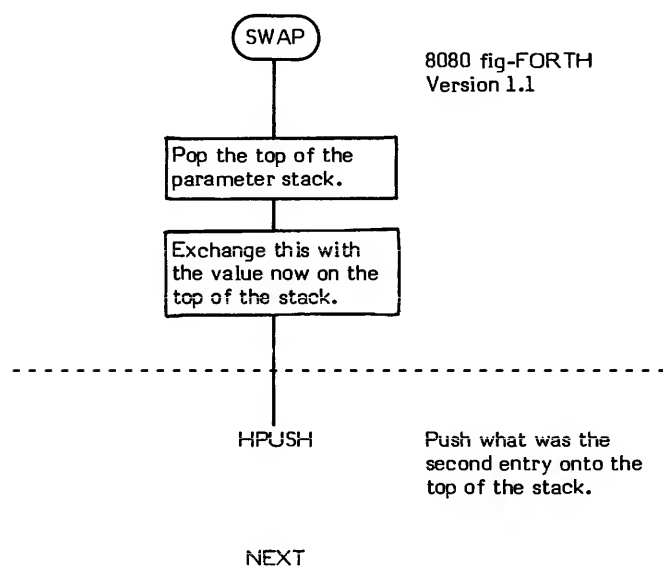 SWAP
8080 fig-FORTH
Version 1.1
Pop the top of the
parameter stack.
Exchange this with
the value now on the
top of the stack.
HPUSH
Push what was the
second entry onto the
top of the stack.
NEXT